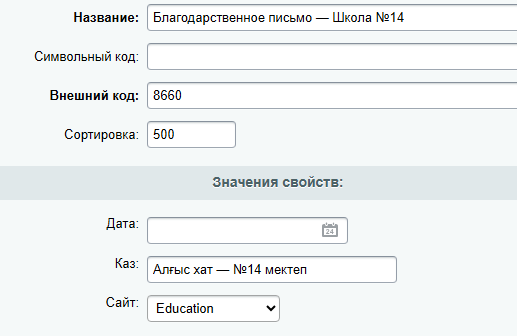 Название: Благодарственное письмо — Школа №14
Символьный код:
Внешний код: 8660
Сортировка: 500
Значения свойств:
Дата: 24
Каз: Алғыс хат — №14 мектеп
Сайт: Education